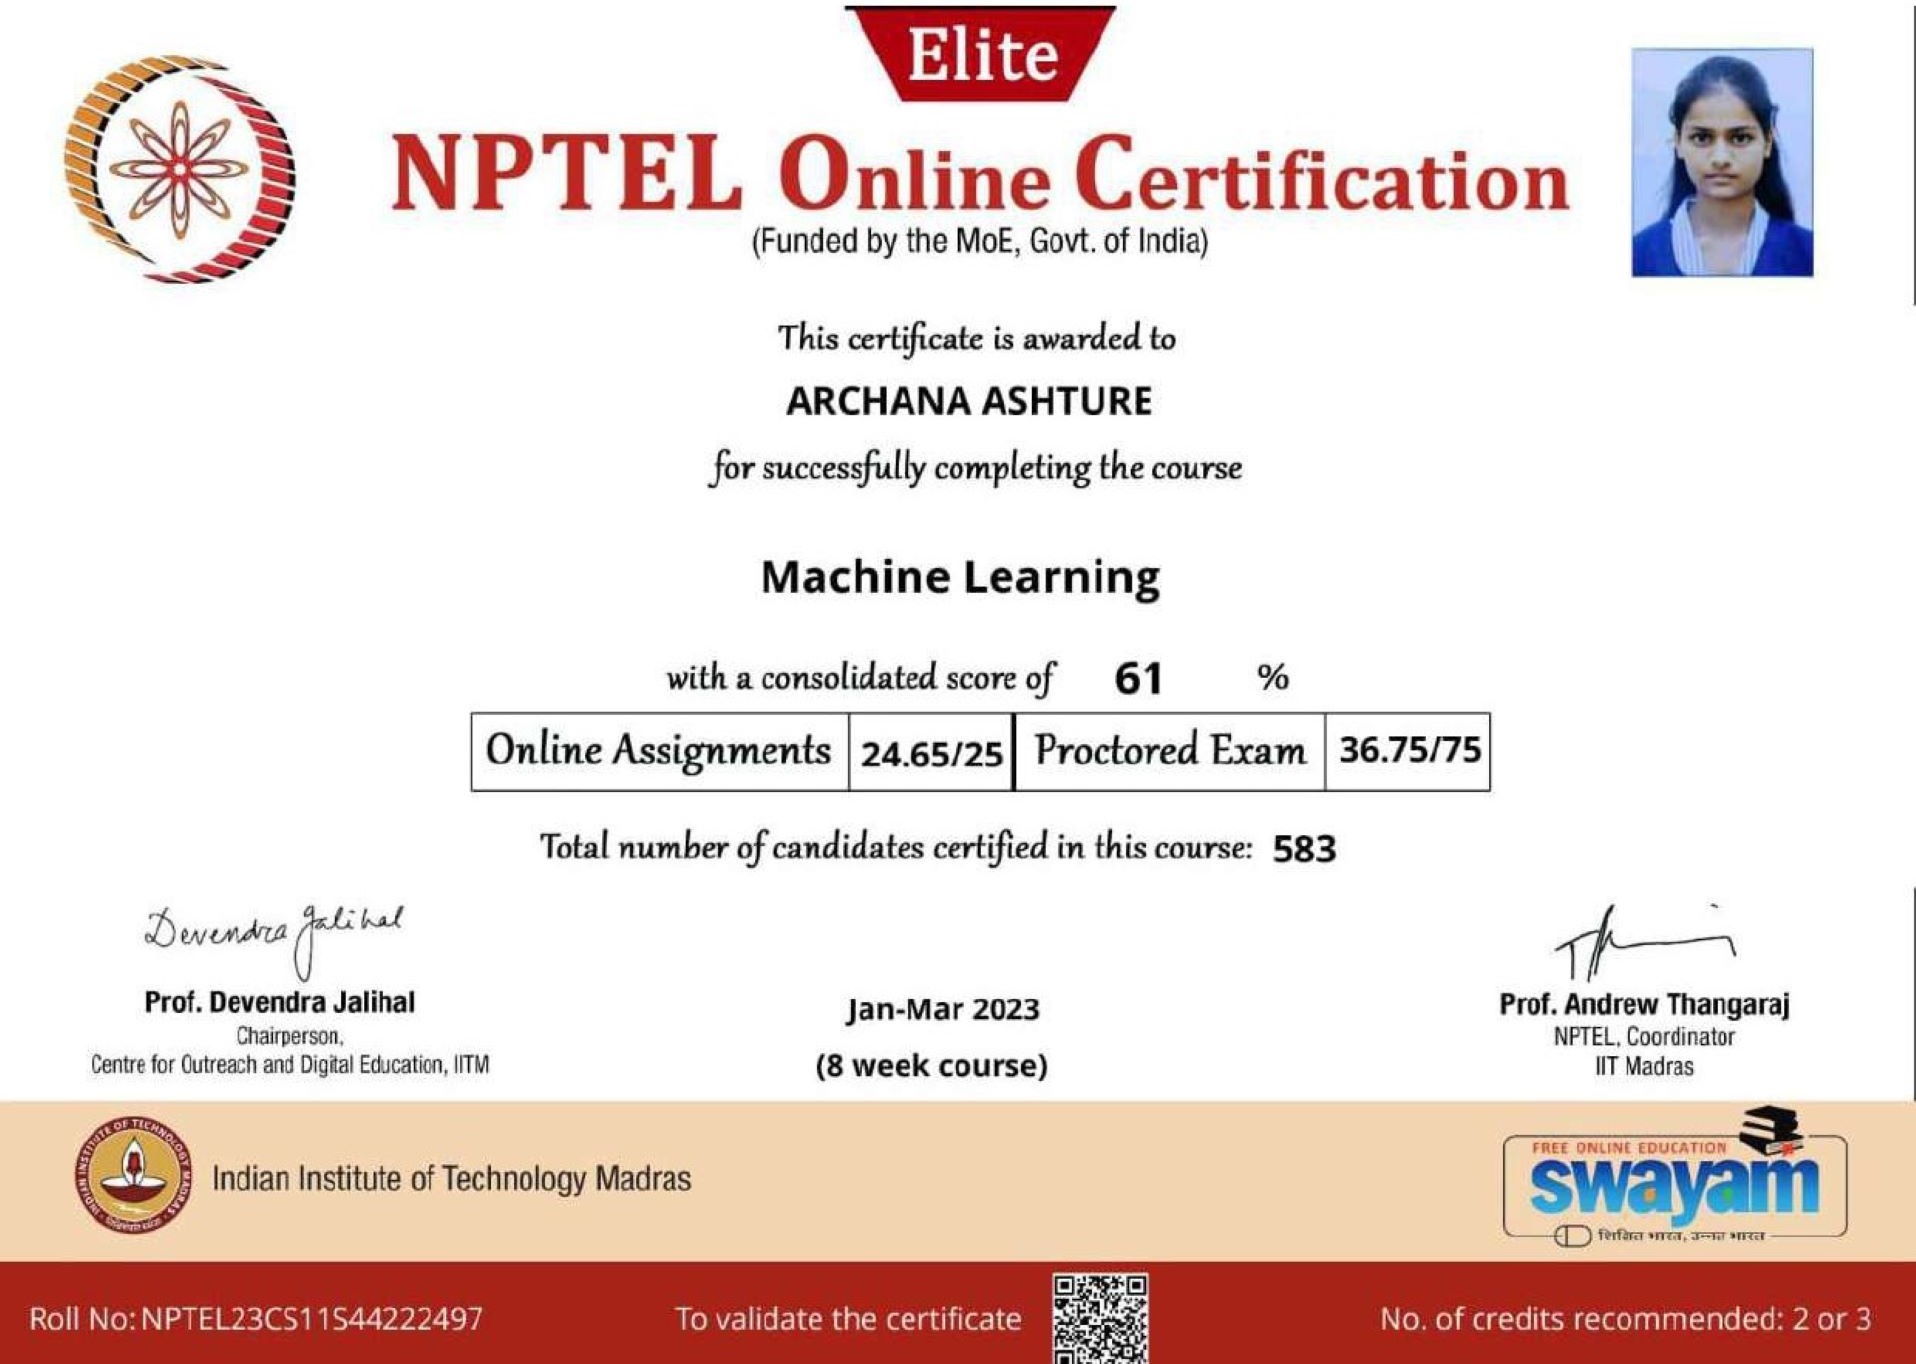 Elite
NPTEL Online Certification
(Funded by the MoE, Govt. of India)
This certificate is awarded to
ARCHANA ASHTURE
for successfully completing the course
Machine Learning
with a consolidated score of 61 %
Online Assignments 24.65/25 Proctored Exam 36.75/75
Total number of candidates certified in this course: 583
Devendra Jalihal
Prof. Devendra Jalihal
Chairperson,
Centre for Outreach and Digital Education, IITM
Jan-Mar 2023
(8 week course)
Prof. Andrew Thangaraj
NPTEL, Coordinator
IIT Madras
INDIAN INSTITUTE OF TECHNOLOGY MADRAS
Indian Institute of Technology Madras
FREE ONLINE EDUCATION
swayam
शिक्षित भारत, उन्नत भारत
Roll No: NPTEL23CS11S44222497
To validate the certificate
No. of credits recommended: 2 or 3